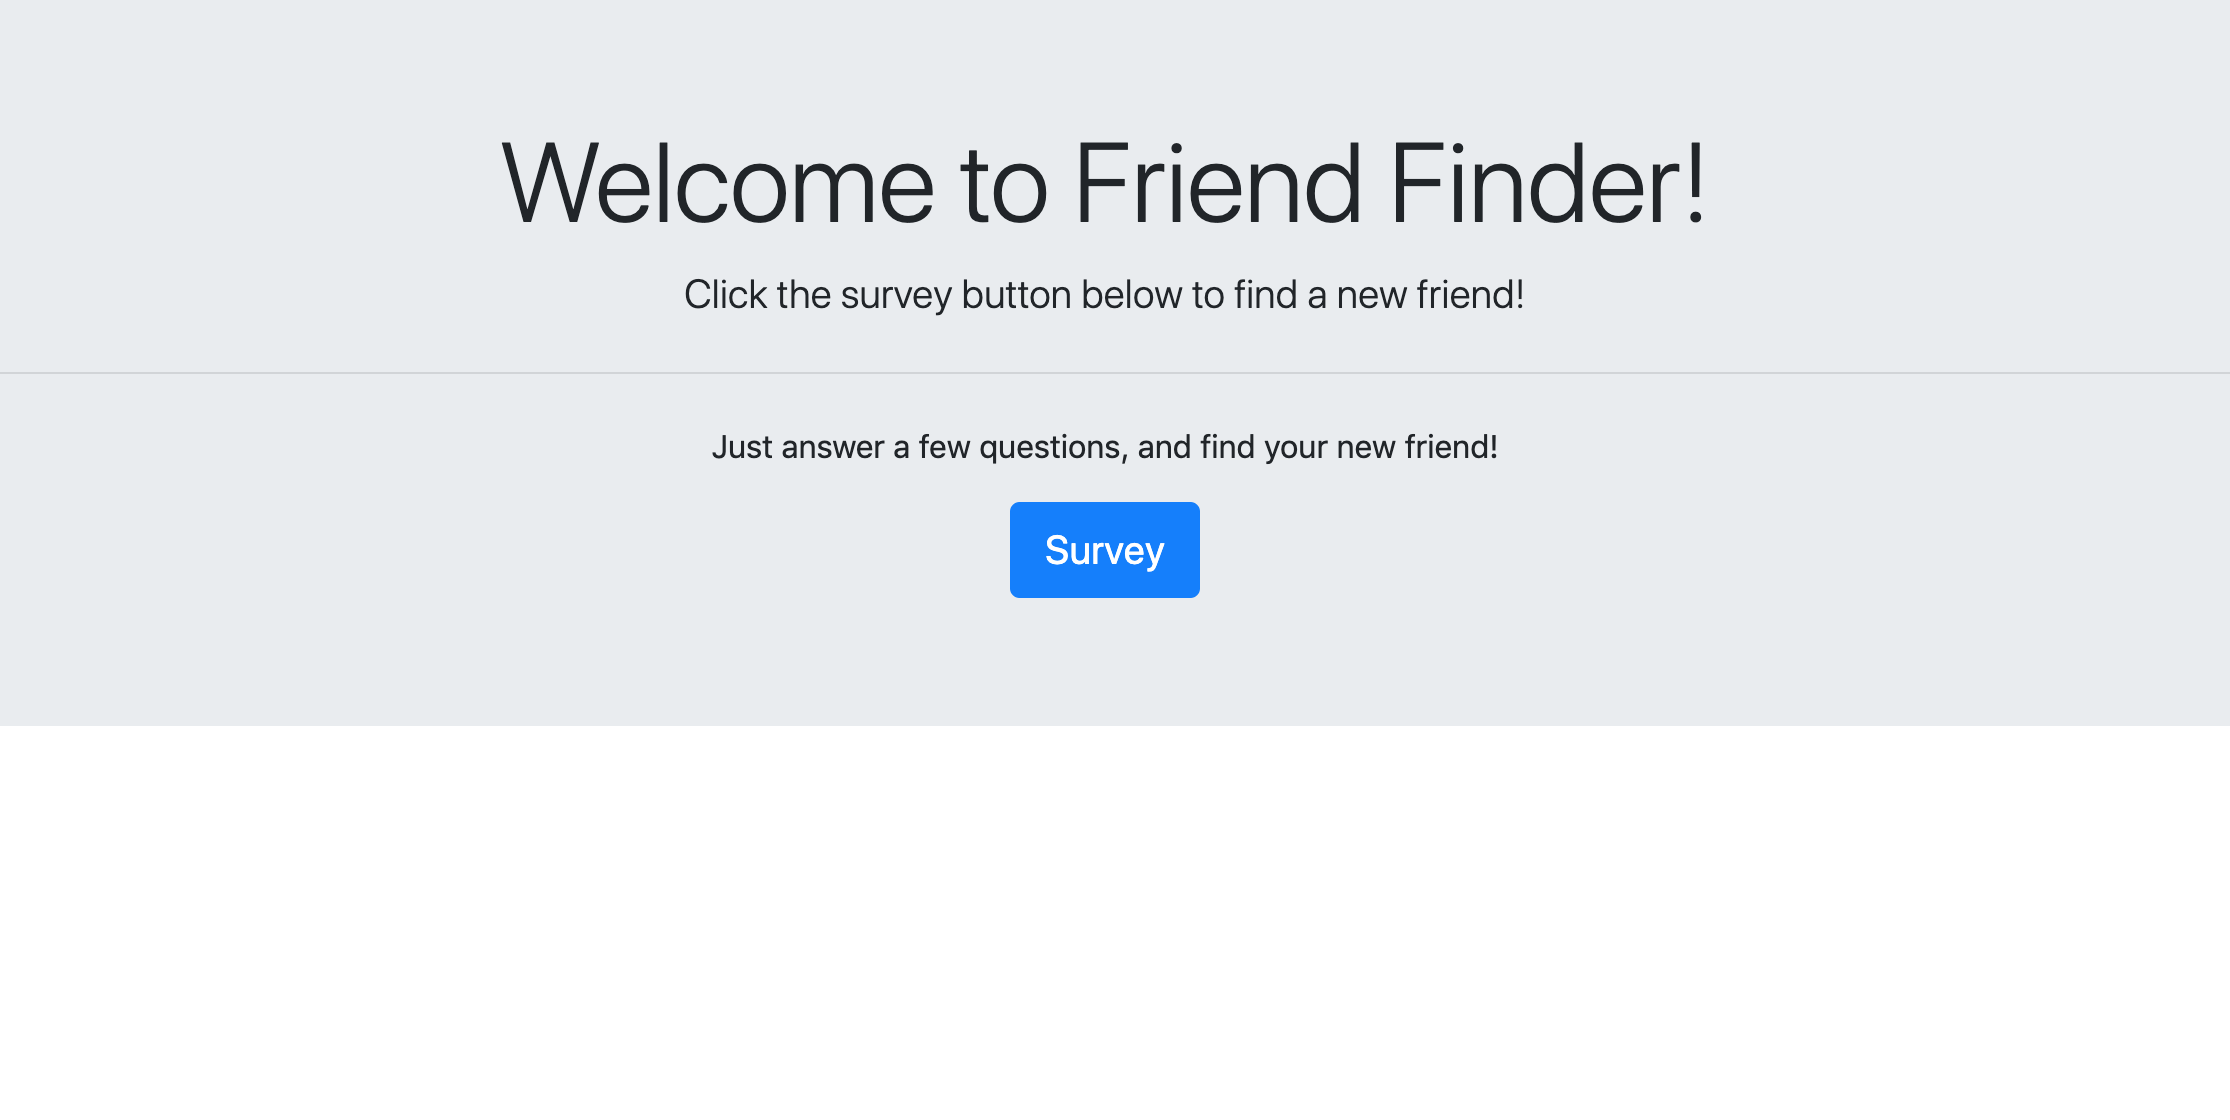 Welcome to Friend Finder!
Click the survey button below to find a new friend!
Just answer a few questions, and find your new friend!
Survey